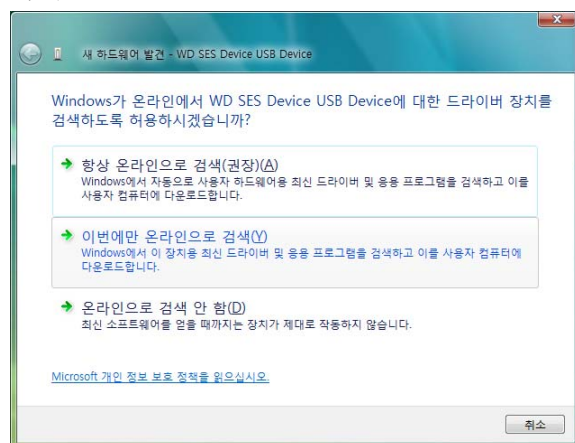 새 하드웨어 발견 - WD SES Device USB Device
Windows가 온라인에서 WD SES Device USB Device에 대한 드라이버 장치를
검색하도록 허용하시겠습니까?
항상 온라인으로 검색(권장)(A)
Windows에서 자동으로 사용자 하드웨어용 최신 드라이버 및 응용 프로그램을 검색하고 이를
사용자 컴퓨터에 다운로드합니다.
이번에만 온라인으로 검색(Y)
Windows에서 이 장치용 최신 드라이버 및 응용 프로그램을 검색하고 이를 사용자 컴퓨터에
다운로드합니다.
온라인으로 검색 안 함(D)
최신 소프트웨어를 얻을 때까지는 장치가 제대로 작동하지 않습니다.
Microsoft 개인 정보 보호 정책을 읽으십시오.
취소